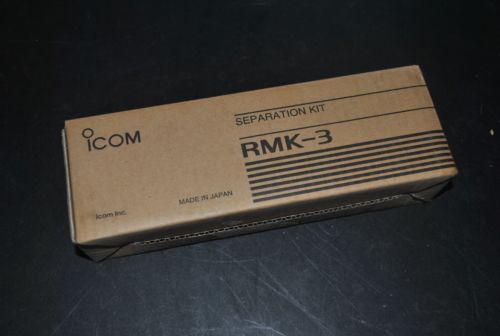 ICOM
SEPARATION KIT
RMK-3
MADE IN JAPAN
Icom Inc.